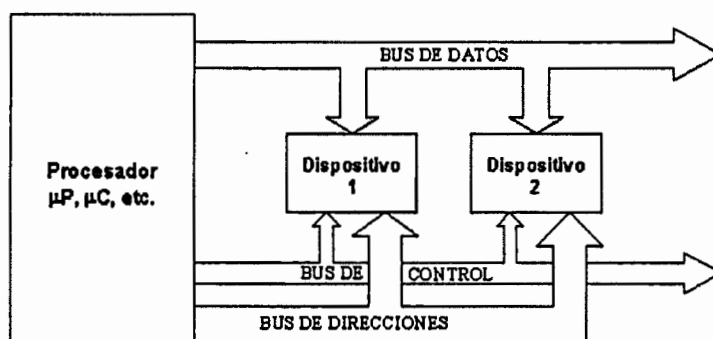 BUS DE DATOS
Procesador
µP, µC, etc.
Dispositivo
1
Dispositivo
2
BUS DE CONTROL
BUS DE DIRECCIONES